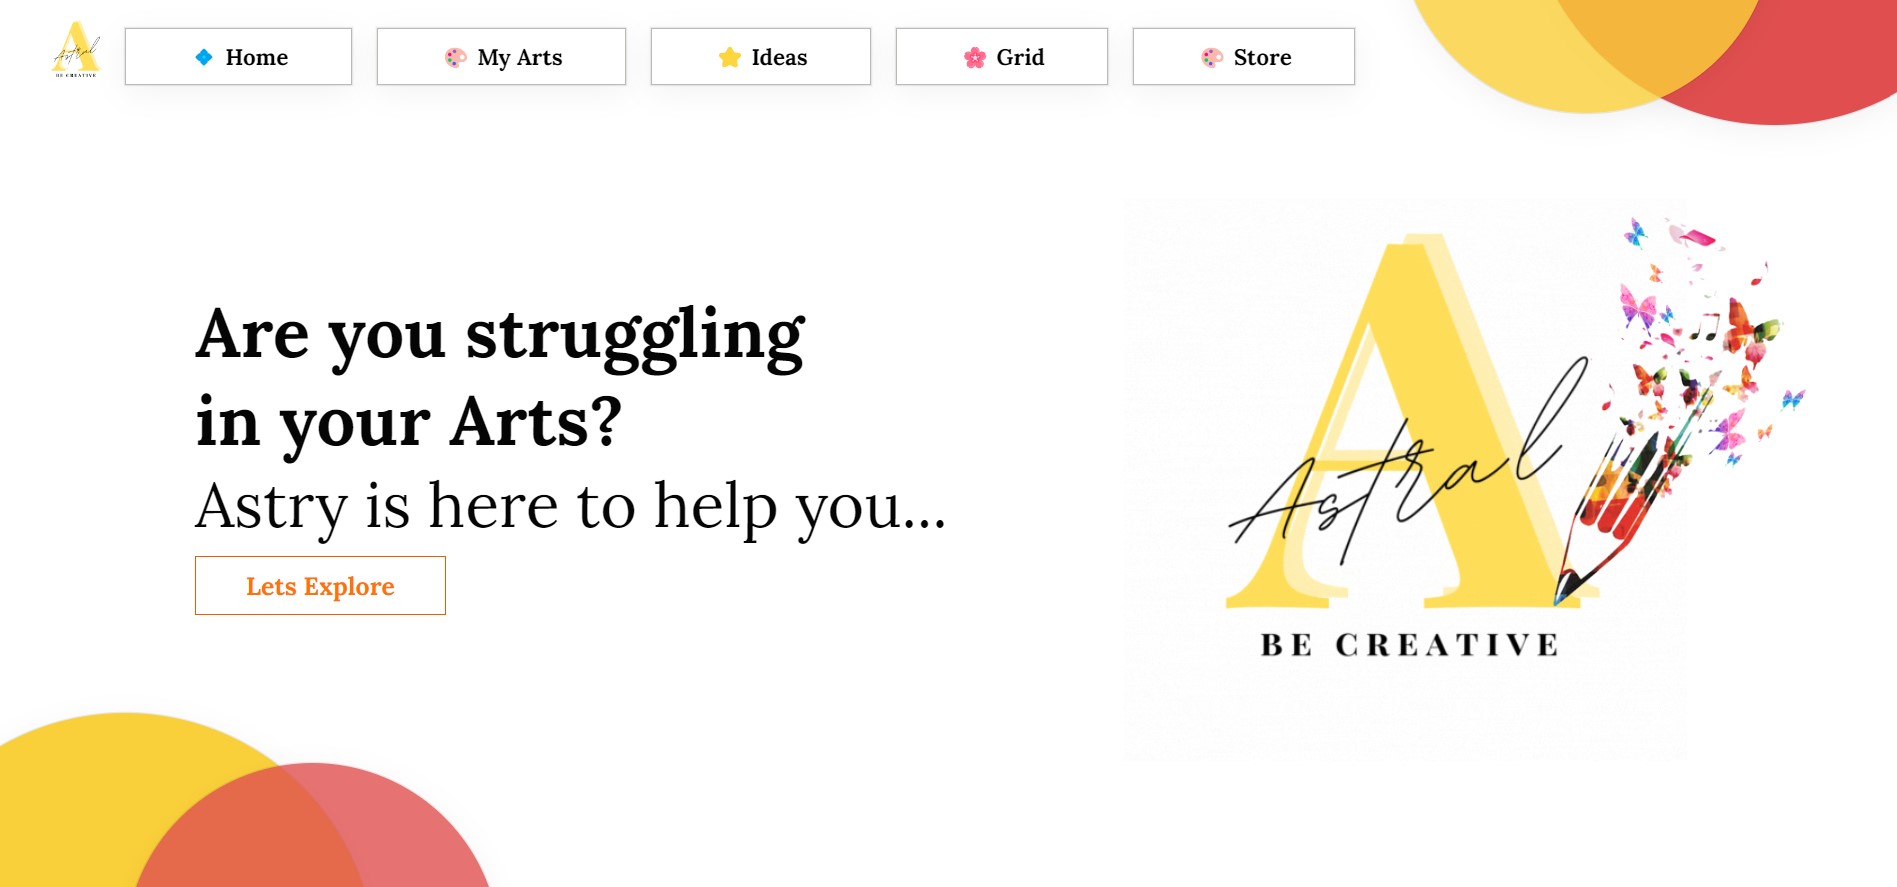 Astral
BE CREATIVE
Home
My Arts
Ideas
Grid
Store
Are you struggling
in your Arts?
Astry is here to help you...
Lets Explore
Astral
BE CREATIVE